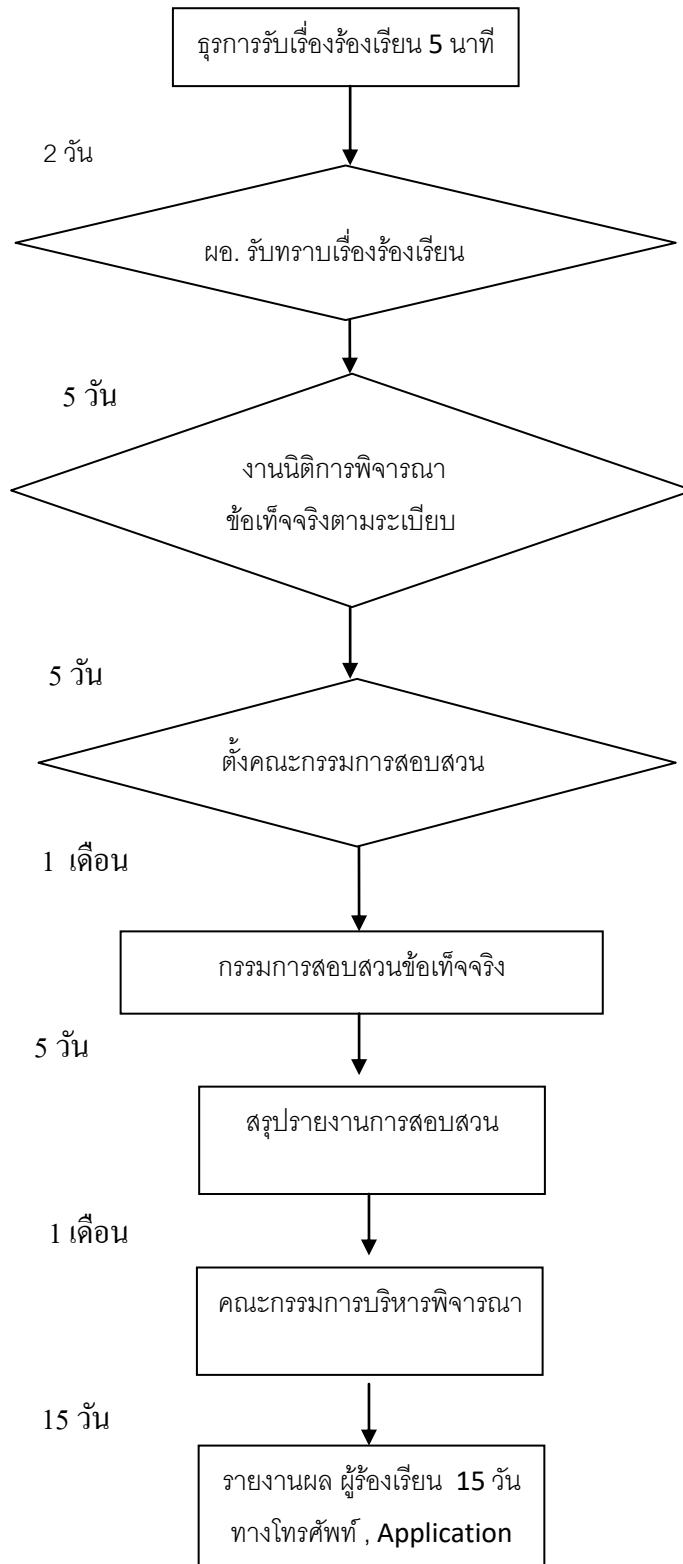 ธุรการรับเรื่องร้องเรียน 5 นาที
2 วัน
ผอ. รับทราบเรื่องร้องเรียน
5 วัน
งานนิติการพิจารณา
ข้อเท็จจริงตามระเบียบ
5 วัน
ตั้งคณะกรรมการสอบสวน
1 เดือน
กรรมการสอบสวนข้อเท็จจริง
5 วัน
สรุปรายงานการสอบสวน
1 เดือน
คณะกรรมการบริหารพิจารณา
15 วัน
รายงานผล ผู้ร้องเรียน 15 วัน
ทางโทรศัพท์ , Application